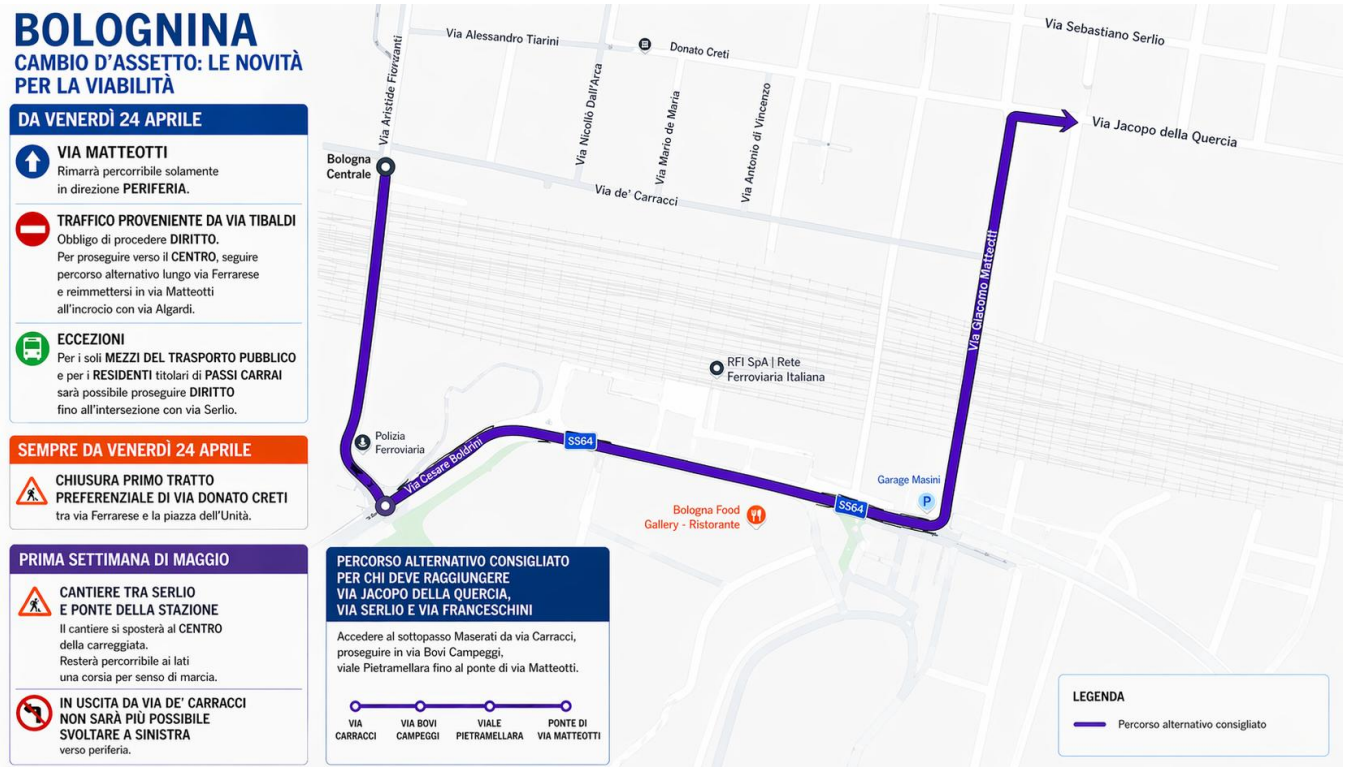 BOLOGNINA
CAMBIO D'ASSETTO: LE NOVITÀ
PER LA VIABILITÀ
DA VENERDÌ 24 APRILE
VIA MATTEOTTI
Rimarrà percorribile solamente
in direzione PERIFERIA.
TRAFFICO PROVENIENTE DA VIA TIBALDI
Obbligo di procedere DIRITTO.
Per proseguire verso il CENTRO, seguire
percorso alternativo lungo via Ferrarese
e reimmettersi in via Matteotti
all'incrocio con via Algardi.
ECCEZIONI
Per i soli MEZZI DEL TRASPORTO PUBBLICO
e per i RESIDENTI titolari di PASSI CARRAI
sarà possibile proseguire DIRITTO
fino all'intersezione con via Serlio.
SEMPRE DA VENERDÌ 24 APRILE
CHIUSURA PRIMO TRATTO
PREFERENZIALE DI VIA DONATO CRETI
tra via Ferrarese e la piazza dell'Unità.
PRIMA SETTIMANA DI MAGGIO
CANTIERE TRA SERLIO
E PONTE DELLA STAZIONE
Il cantiere si sposterà al CENTRO
della carreggiata.
Resterà percorribile ai lati
una corsia per senso di marcia.
IN USCITA DA VIA DE' CARRACCI
NON SARÀ PIÙ POSSIBILE
SVOLTARE A SINISTRA
verso periferia.
Via Aristide Fioravanti
Via Alessandro Tiarini
Donato Creti
Via Sebastiano Serlio
Via Nicolò Dall'Arca
Via Mario de Maria
Via Antonio di Vincenzo
Via Jacopo della Quercia
Bologna
Centrale
Via de' Carracci
Via Giacomo Matteotti
RFI SpA | Rete
Ferroviaria Italiana
Polizia
Ferroviaria
Via Cesare Boldrini
SS64
Garage Masini
P
SS64
Bologna Food
Gallery - Ristorante
PERCORSO ALTERNATIVO CONSIGLIATO
PER CHI DEVE RAGGIUNGERE
VIA JACOPO DELLA QUERCIA,
VIA SERLIO E VIA FRANCESCHINI
Accedere al sottopasso Maserati da via Carracci,
proseguire in via Bovi Campeggi,
viale Pietramellara fino al ponte di via Matteotti.
VIA
CARRACCI
VIA BOVI
CAMPEGGI
VIALE
PIETRAMELLARA
PONTE DI
VIA MATTEOTTI
LEGENDA
Percorso alternativo consigliato